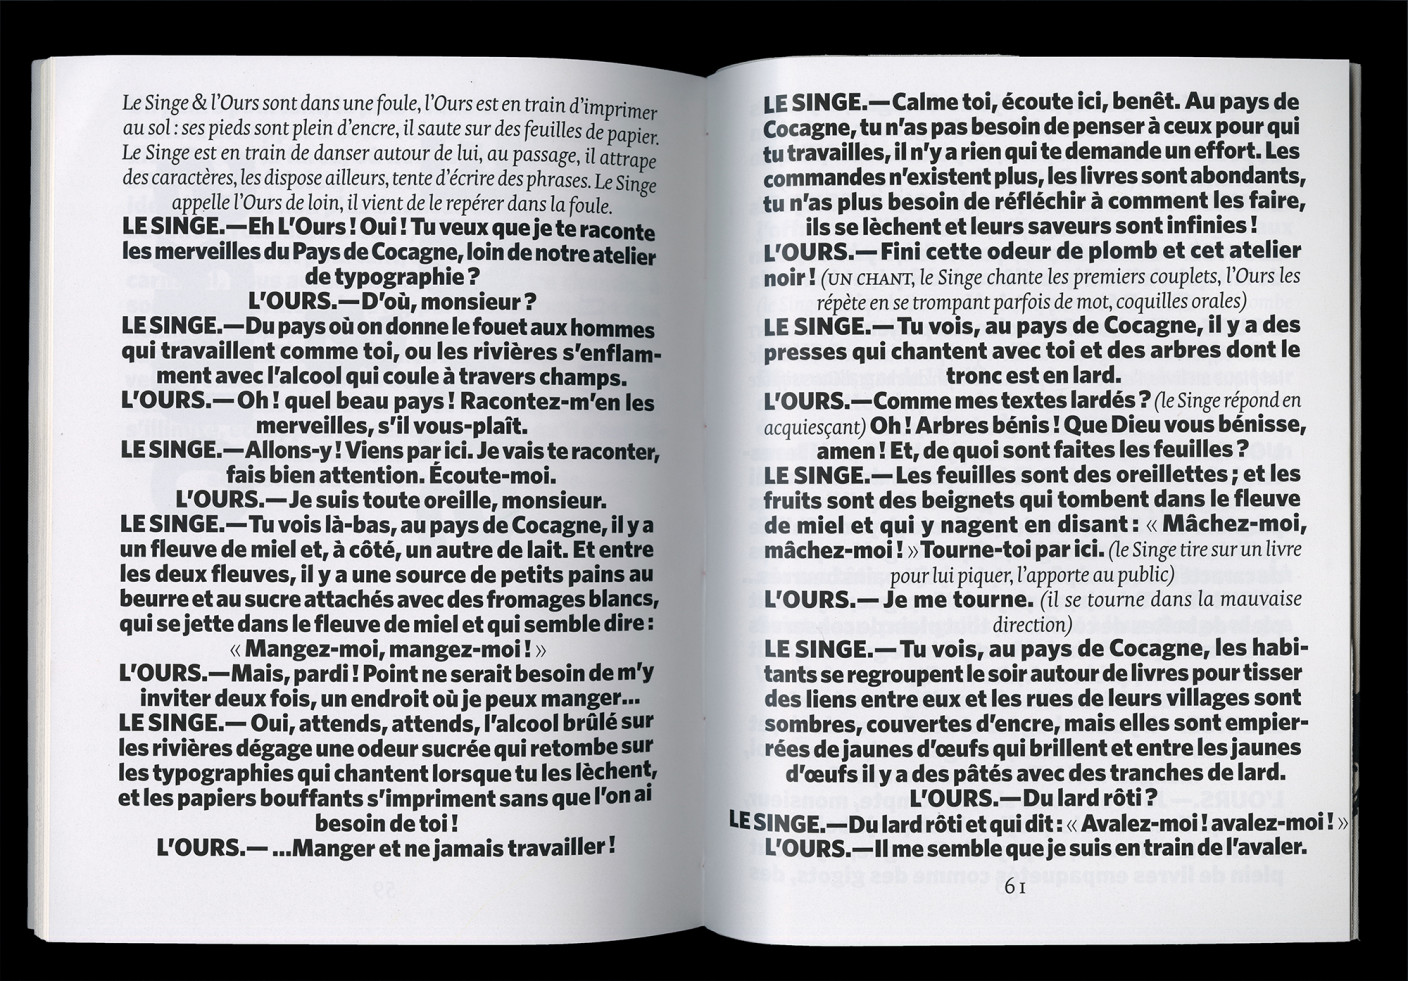 Le Singe & l'Ours sont dans une foule, l'Ours est en train d'imprimer
au sol : ses pieds sont plein d'encre, il saute sur des feuilles de papier.
Le Singe est en train de danser autour de lui, au passage, il attrape
des caractères, les dispose ailleurs, tente d'écrire des phrases. Le Singe
appelle l'Ours de loin, il vient de le repérer dans la foule.
LE SINGE.—Eh L'Ours ! Oui ! Tu veux que je te raconte
les merveilles du Pays de Cocagne, loin de notre atelier
de typographie ?
L'OURS.—D'où, monsieur ?
LE SINGE.—Du pays où on donne le fouet aux hommes
qui travaillent comme toi, ou les rivières s'enflam-
ment avec l'alcool qui coule à travers champs.
L'OURS.—Oh ! quel beau pays ! Racontez-m'en les
merveilles, s'il vous-plaît.
LE SINGE.—Allons-y ! Viens par ici. Je vais te raconter,
fais bien attention. Écoute-moi.
L'OURS.—Je suis toute oreille, monsieur.
LE SINGE.—Tu vois là-bas, au pays de Cocagne, il y a
un fleuve de miel et, à côté, un autre de lait. Et entre
les deux fleuves, il y a une source de petits pains au
beurre et au sucre attachés avec des fromages blancs,
qui se jette dans le fleuve de miel et qui semble dire :
« Mangez-moi, mangez-moi ! »
L'OURS.—Mais, pardi ! Point ne serait besoin de m'y
inviter deux fois, un endroit où je peux manger...
LE SINGE.— Oui, attends, attends, l'alcool brûlé sur
les rivières dégage une odeur sucrée qui retombe sur
les typographies qui chantent lorsque tu les lèchent,
et les papiers bouffants s'impriment sans que l'on ai
besoin de toi !
L'OURS.— ...Manger et ne jamais travailler !
LE SINGE.—Calme toi, écoute ici, benêt. Au pays de
Cocagne, tu n'as pas besoin de penser à ceux pour qui
tu travailles, il n'y a rien qui te demande un effort. Les
commandes n'existent plus, les livres sont abondants,
tu n'as plus besoin de réfléchir à comment les faire,
ils se lèchent et leurs saveurs sont infinies !
L'OURS.—Fini cette odeur de plomb et cet atelier
noir ! (UN CHANT, le Singe chante les premiers couplets, l'Ours les
répète en se trompant parfois de mot, coquilles orales)
LE SINGE.—Tu vois, au pays de Cocagne, il y a des
presses qui chantent avec toi et des arbres dont le
tronc est en lard.
L'OURS.—Comme mes textes lardés ? (le Singe répond en
acquiesçant) Oh ! Arbres bénis ! Que Dieu vous bénisse,
amen ! Et, de quoi sont faites les feuilles ?
LE SINGE.—Les feuilles sont des oreillettes ; et les
fruits sont des beignets qui tombent dans le fleuve
de miel et qui y nagent en disant : « Mâchez-moi,
mâchez-moi ! » Tourne-toi par ici. (le Singe tire sur un livre
pour lui piquer, l'apporte au public)
L'OURS.—Je me tourne. (il se tourne dans la mauvaise
direction)
LE SINGE.—Tu vois, au pays de Cocagne, les habi-
tants se regroupent le soir autour de livres pour tisser
des liens entre eux et les rues de leurs villages sont
sombres, couvertes d'encre, mais elles sont empier-
rées de jaunes d'œufs qui brillent et entre les jaunes
d'œufs il y a des pâtés avec des tranches de lard.
L'OURS.—Du lard rôti ?
LE SINGE.—Du lard rôti et qui dit : « Avalez-moi ! avalez-moi ! »
L'OURS.—Il me semble que je suis en train de l'avaler.
61